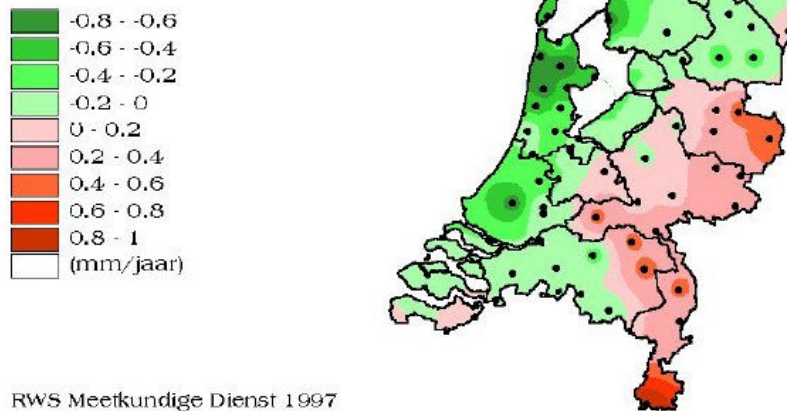 -0.8 - -0.6
-0.6 - -0.4
-0.4 - -0.2
-0.2 - 0
0 - 0.2
0.2 - 0.4
0.4 - 0.6
0.6 - 0.8
0.8 - 1
(mm/jaar)
RWS Meetkundige Dienst 1997